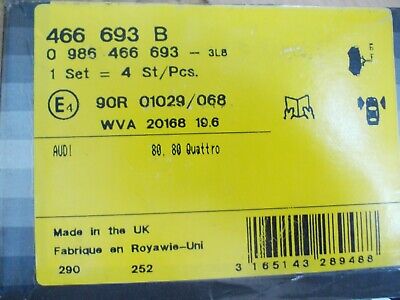 466 693 B
0 986 466 693 - 3L8
1 Set = 4 St/Pcs.
E4 90R 01029/068
WVA 20168 19.6
AUDI 80, 80 Quattro
Made in the UK
Fabrique en Royawie-Uni
290 252
3 165143 289488